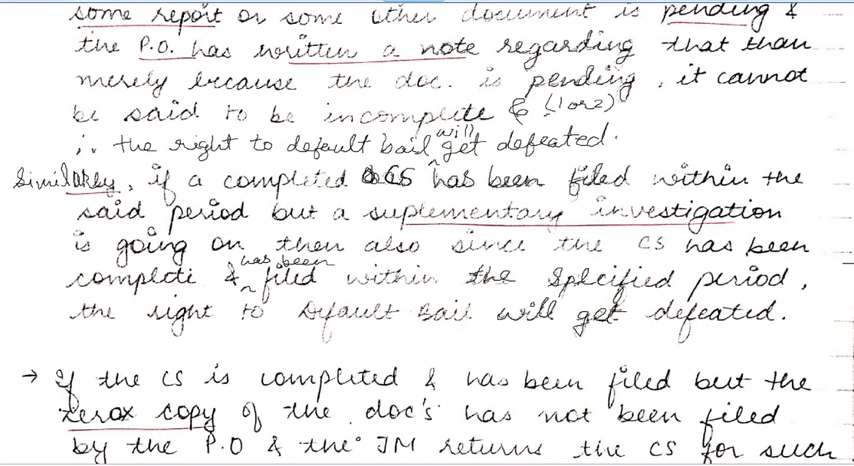 some report or some other document is pending &
the P.O. has written a note regarding that than
merely because the doc. is pending, it cannot
be said to be incomplete & (1 or 2)
∴ the right to default bail will get defeated.
Similarly, if a completed CS has been filed within the
said period but a suplementary investigation
is going on then also since the CS has been
complete & has been filed within the specified period,
the right to Default Bail will get defeated.
→ If the CS is completed & has been filed but the
xerox copy of the doc's has not been filed
by the P.O & the JM returns the CS for such